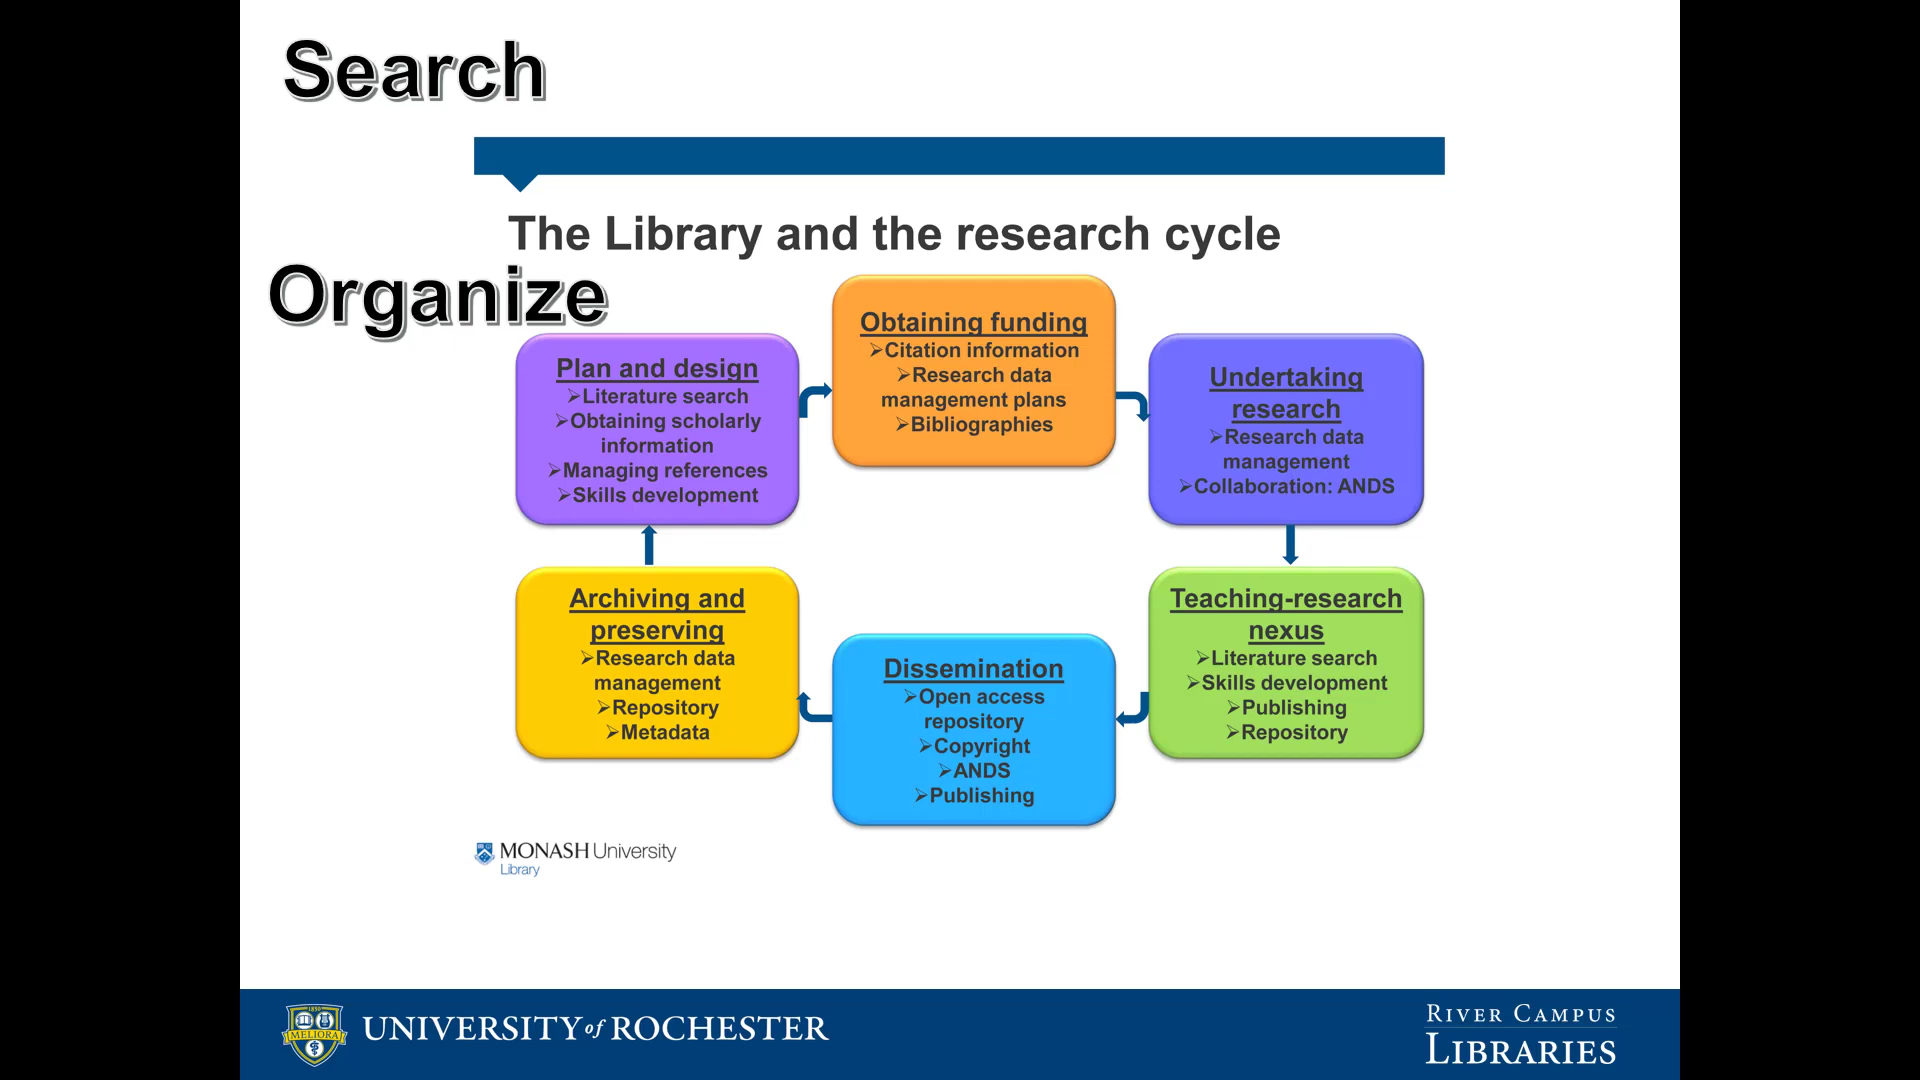 Search
The Library and the research cycle
Organize
Obtaining funding
➢Citation information
➢Research data
management plans
➢Bibliographies
Plan and design
➢Literature search
➢Obtaining scholarly
information
➢Managing references
➢Skills development
Undertaking
research
➢Research data
management
➢Collaboration: ANDS
Archiving and
preserving
➢Research data
management
➢Repository
➢Metadata
Teaching-research
nexus
➢Literature search
➢Skills development
➢Publishing
➢Repository
Dissemination
➢Open access
repository
➢Copyright
➢ANDS
➢Publishing
MONASH University
Library
1850
MELIORA
UNIVERSITY of ROCHESTER
RIVER CAMPUS
LIBRARIES